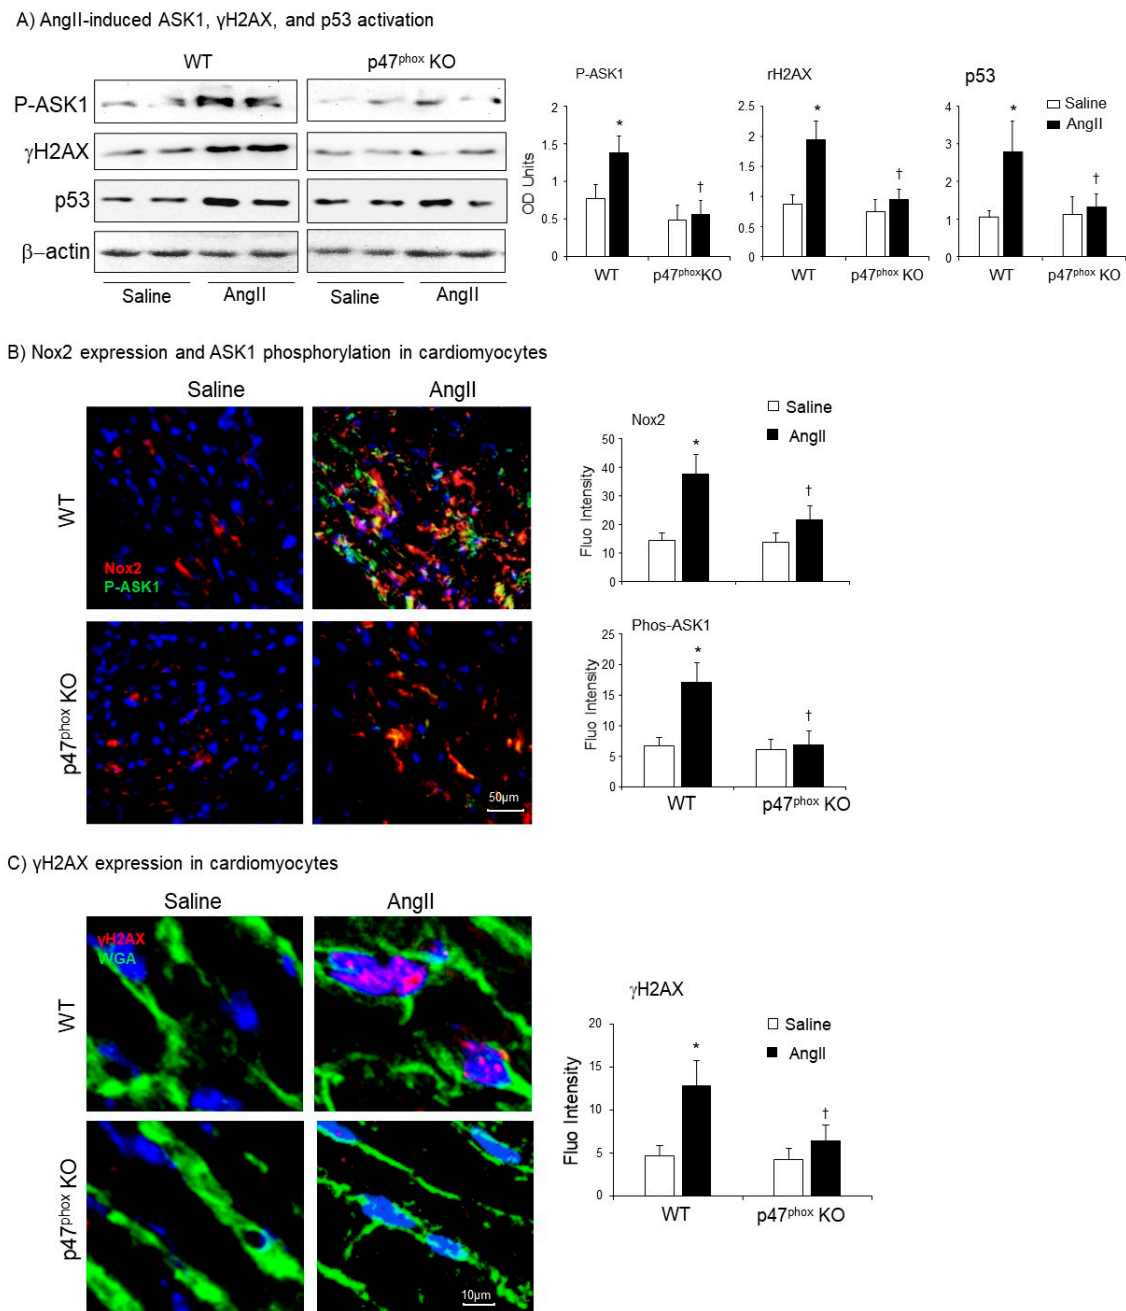 A) AngII-induced ASK1, γH2AX, and p53 activation
WT
p47phox KO
P-ASK1
γH2AX
p53
β–actin
Saline
AngII
Saline
AngII
P-ASK1
OD Units
2
1.5
1
0.5
0
*
†
WT
p47phoxKO
rH2AX
2.5
2
1.5
1
0.5
0
*
†
WT
p47phoxKO
p53
4
3
2
1
0
*
†
WT
p47phoxKO
Saline
AngII
B) Nox2 expression and ASK1 phosphorylation in cardiomyocytes
Saline
AngII
WT
Nox2
P-ASK1
p47phox KO
50μm
Nox2
Saline
AngII
Fluo Intensity
50
40
30
20
10
0
*
†
Phos-ASK1
Fluo Intensity
25
20
15
10
5
0
*
†
WT
p47phox KO
C) γH2AX expression in cardiomyocytes
Saline
AngII
WT
γH2AX
WGA
p47phox KO
10μm
γH2AX
Saline
AngII
Fluo Intensity
20
15
10
5
0
*
†
WT
p47phox KO